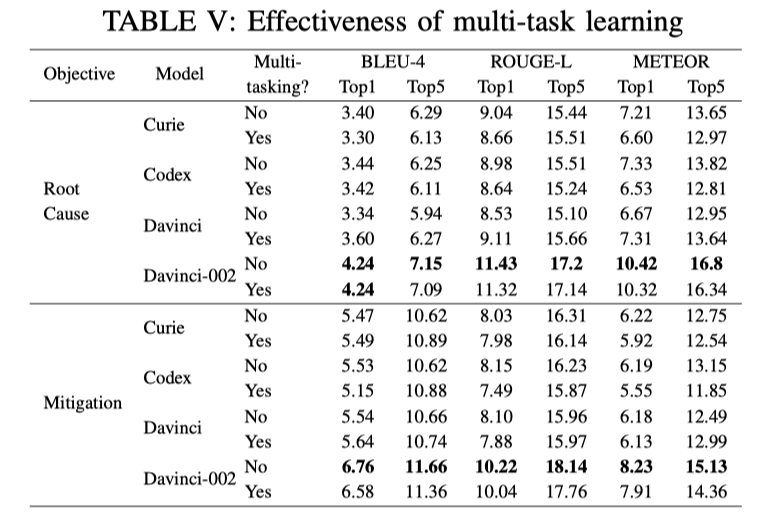 TABLE V: Effectiveness of multi-task learning
Objective Model Multi- BLEU-4 ROUGE-L METEOR
tasking? Top1 Top5 Top1 Top5 Top1 Top5
Root Cause Curie No 3.40 6.29 9.04 15.44 7.21 13.65
Yes 3.30 6.13 8.66 15.51 6.60 12.97
Codex No 3.44 6.25 8.98 15.51 7.33 13.82
Yes 3.42 6.11 8.64 15.24 6.53 12.81
Davinci No 3.34 5.94 8.53 15.10 6.67 12.95
Yes 3.60 6.27 9.11 15.66 7.31 13.64
Davinci-002 No 4.24 7.15 11.43 17.2 10.42 16.8
Yes 4.24 7.09 11.32 17.14 10.32 16.34
Mitigation Curie No 5.47 10.62 8.03 16.31 6.22 12.75
Yes 5.49 10.89 7.98 16.14 5.92 12.54
Codex No 5.53 10.62 8.15 16.23 6.19 13.15
Yes 5.15 10.88 7.49 15.87 5.55 11.85
Davinci No 5.54 10.66 8.10 15.96 6.18 12.49
Yes 5.64 10.74 7.88 15.97 6.13 12.99
Davinci-002 No 6.76 11.66 10.22 18.14 8.23 15.13
Yes 6.58 11.36 10.04 17.76 7.91 14.36